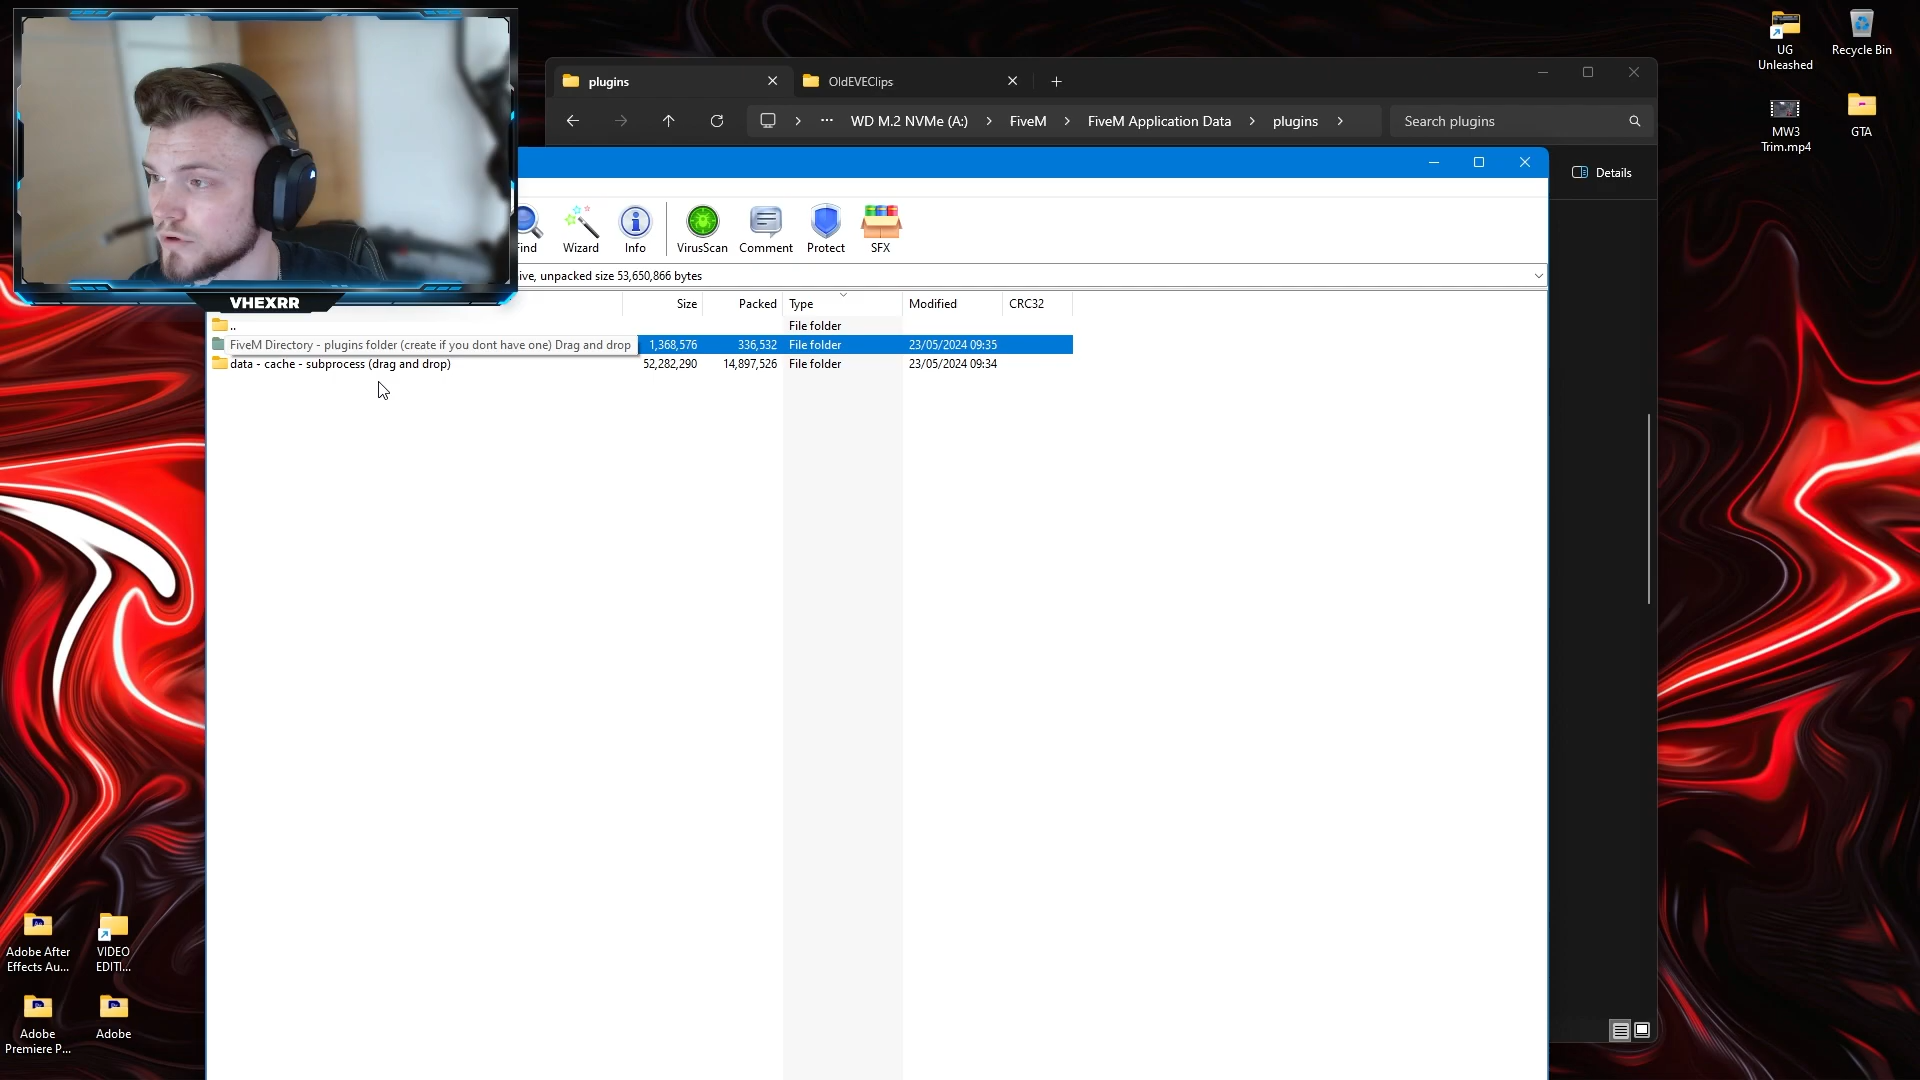 UG
Unleashed
Recycle Bin
MW3
Trim.mp4
GTA
plugins
OldEVEClips
WD M.2 NVMe (A:)
FiveM
FiveM Application Data
plugins
Search plugins
Details
VHEXRR
Wizard
Info
VirusScan
Comment
Protect
SFX
unpacked size 53,650,866 bytes
Size Packed Type Modified CRC32
.. File folder
FiveM Directory - plugins folder (create if you dont have one) Drag and drop 1,368,576 336,532 File folder 23/05/2024 09:35
data - cache - subprocess (drag and drop) 52,282,290 14,897,526 File folder 23/05/2024 09:34
Adobe After
Effects Au...
VIDEO
EDITI...
Adobe
Premiere P...
Adobe